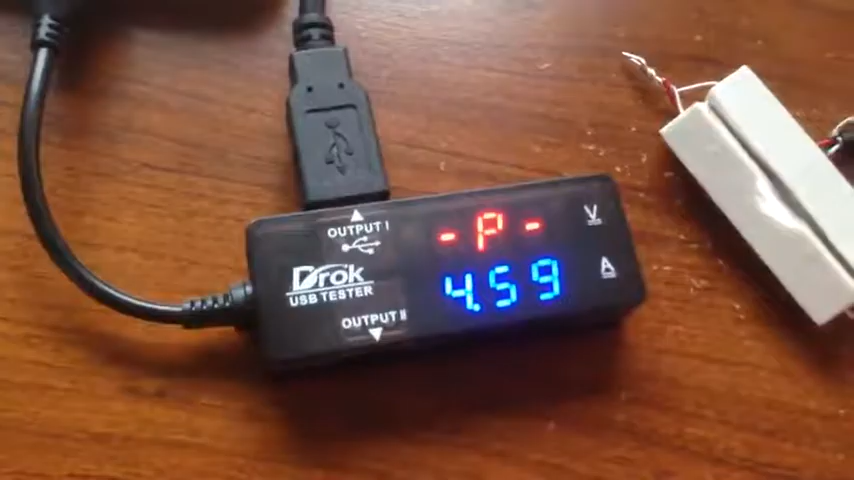 OUTPUT I
-P- V
Drok
USB TESTER
4.59 A
OUTPUT II